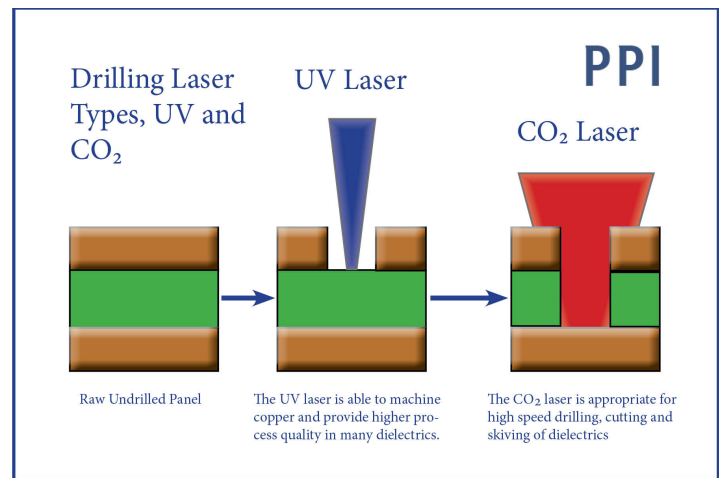 Drilling Laser
Types, UV and
CO₂
UV Laser
PPI
CO₂ Laser
Raw Undrilled Panel
The UV laser is able to machine
copper and provide higher pro-
cess quality in many dielectrics.
The CO₂ laser is appropriate for
high speed drilling, cutting and
skiving of dielectrics